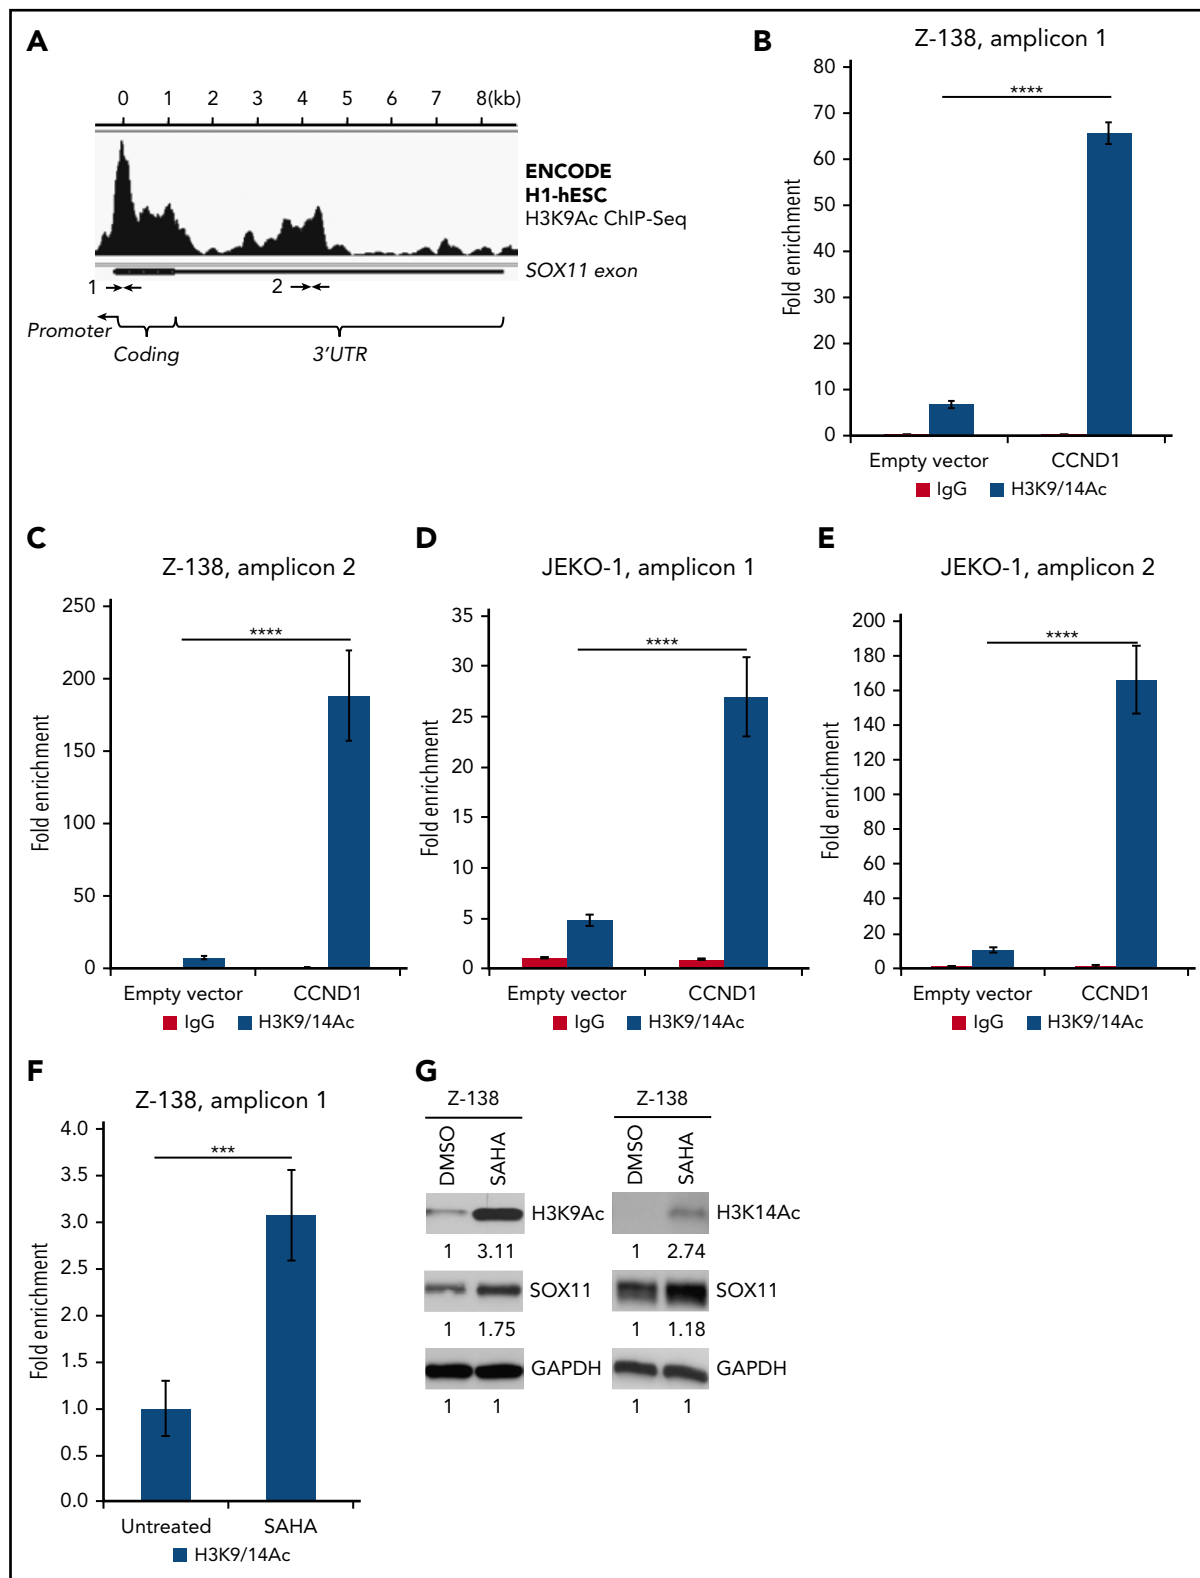 A
0 1 2 3 4 5 6 7 8(kb)
ENCODE
H1-hESC
H3K9Ac ChIP-Seq
SOX11 exon
1
2
Promoter
Coding
3'UTR
B
Z-138, amplicon 1
****
Fold enrichment
80
70
60
50
40
30
20
10
0
Empty vector CCND1
IgG H3K9/14Ac
C
Z-138, amplicon 2
****
Fold enrichment
250
200
150
100
50
0
Empty vector CCND1
IgG H3K9/14Ac
D
JEKO-1, amplicon 1
****
Fold enrichment
35
30
25
20
15
10
5
0
Empty vector CCND1
IgG H3K9/14Ac
E
JEKO-1, amplicon 2
****
Fold enrichment
200
180
160
140
120
100
80
60
40
20
0
Empty vector CCND1
IgG H3K9/14Ac
F
Z-138, amplicon 1
***
Fold enrichment
4.0
3.5
3.0
2.5
2.0
1.5
1.0
0.5
0.0
Untreated SAHA
H3K9/14Ac
G
Z-138
DMSO SAHA
H3K9Ac
1 3.11
SOX11
1 1.75
GAPDH
1 1
Z-138
DMSO SAHA
H3K14Ac
1 2.74
SOX11
1 1.18
GAPDH
1 1